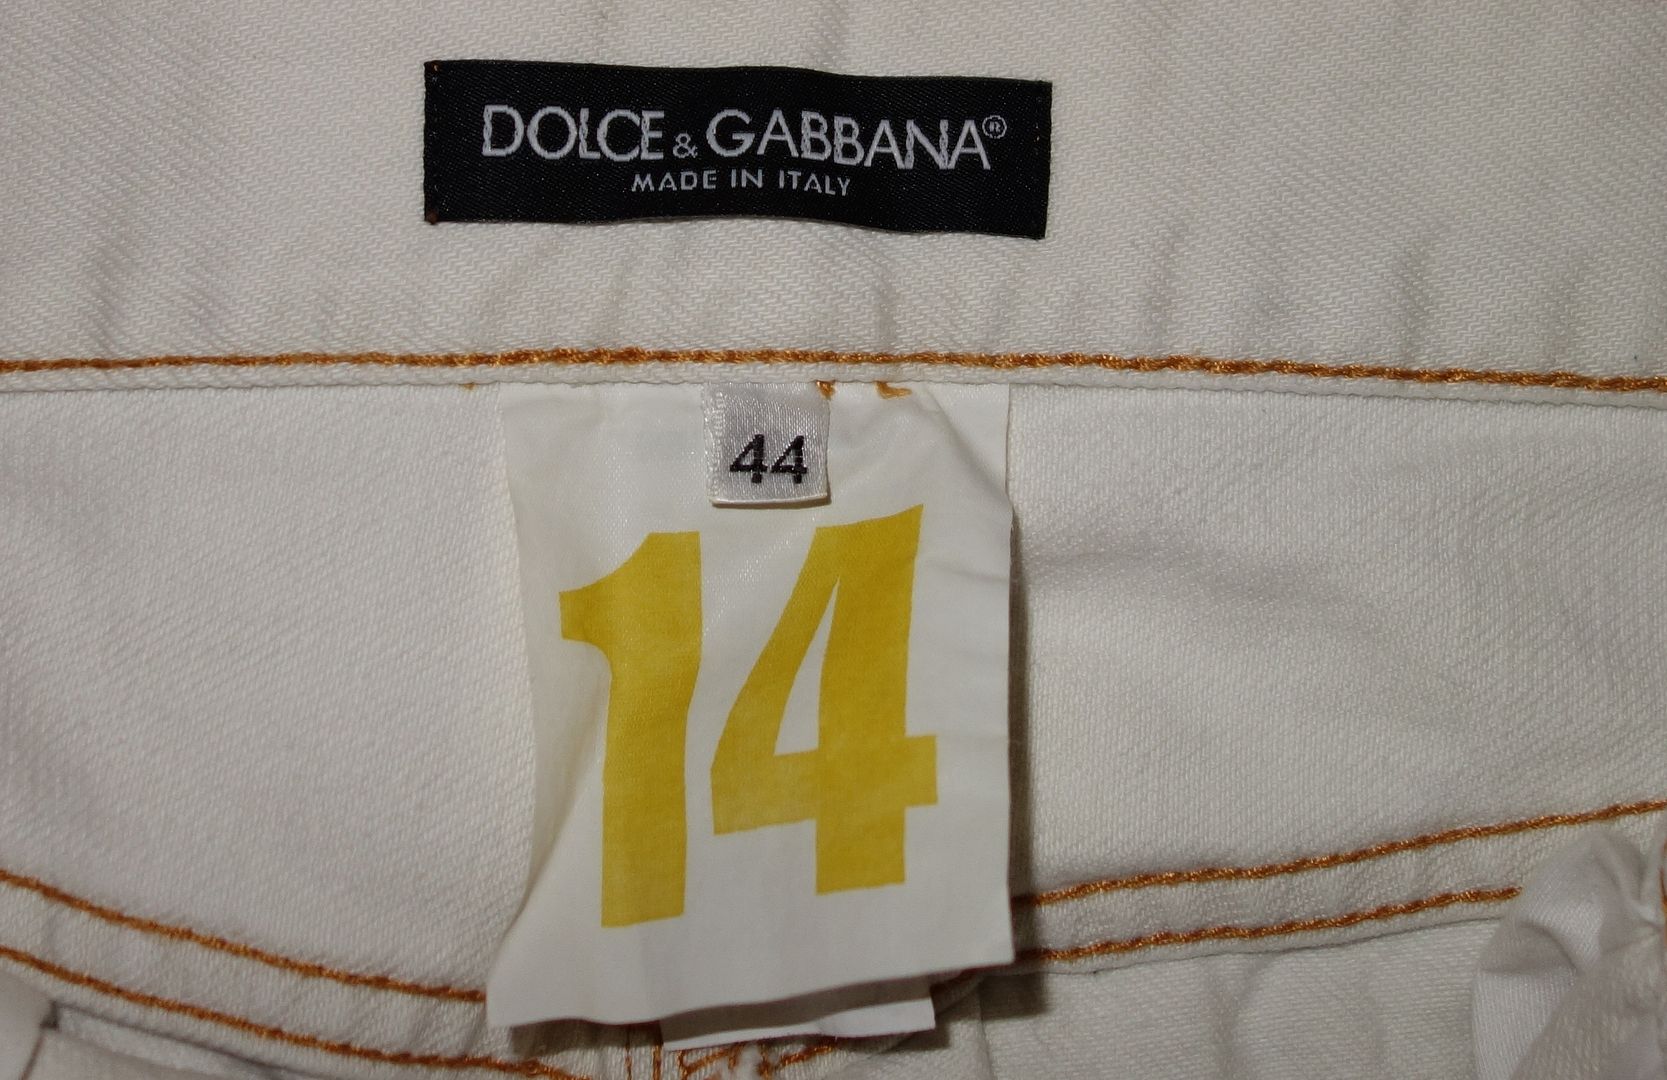 DOLCE & GABBANA®
MADE IN ITALY
44
14